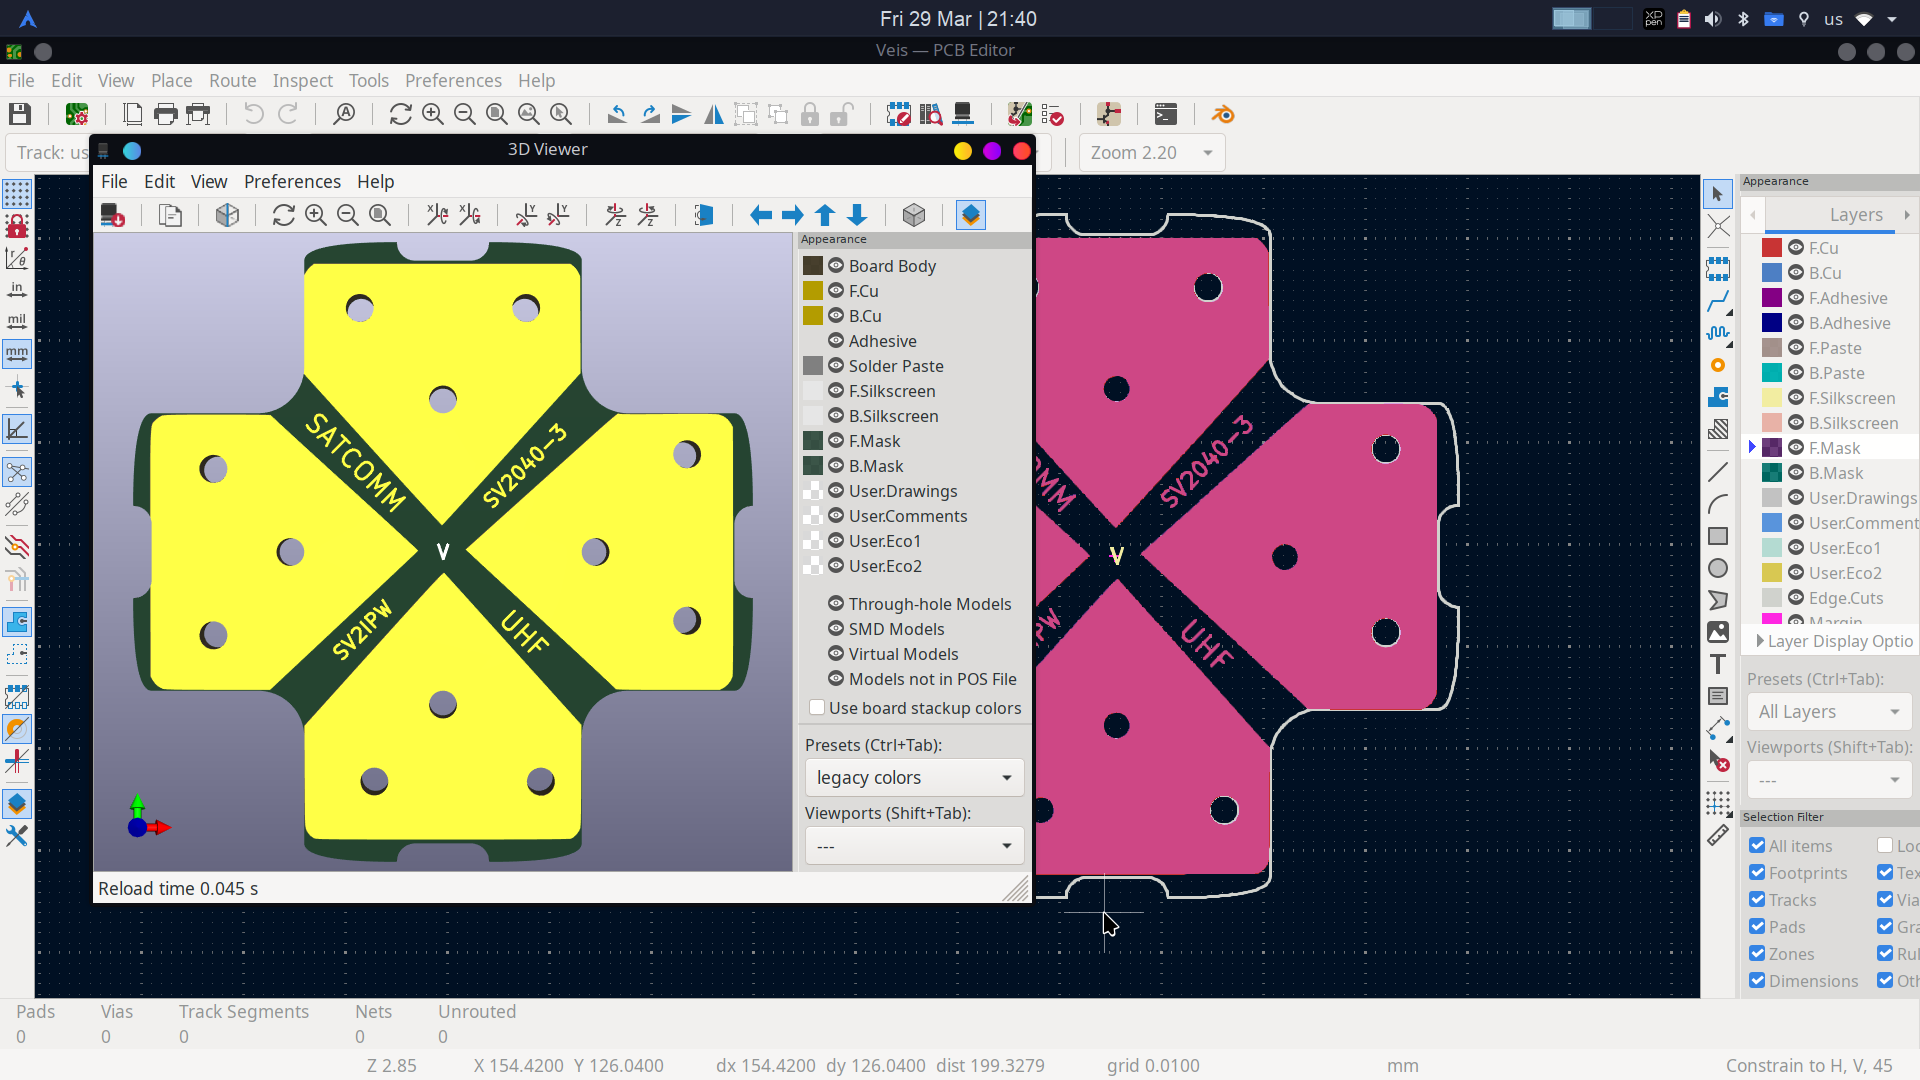 Fri 29 Mar | 21:40
XP pen
us
Veis — PCB Editor
File Edit View Place Route Inspect Tools Preferences Help
Track: us
Zoom 2.20
3D Viewer
File Edit View Preferences Help
Appearance
Board Body
F.Cu
B.Cu
Adhesive
Solder Paste
F.Silkscreen
B.Silkscreen
F.Mask
B.Mask
User.Drawings
User.Comments
User.Eco1
User.Eco2
Through-hole Models
SMD Models
Virtual Models
Models not in POS File
Use board stackup colors
Presets (Ctrl+Tab):
legacy colors
Viewports (Shift+Tab):
---
Reload time 0.045 s
SATCOMM
SV2040-3
V
SV2IPW
UHF
in
mil
mm
OMM
SV2040-3
V
PW
UHF
Appearance
Layers
F.Cu
B.Cu
F.Adhesive
B.Adhesive
F.Paste
B.Paste
F.Silkscreen
B.Silkscreen
F.Mask
B.Mask
User.Drawings
User.Comment
User.Eco1
User.Eco2
Edge.Cuts
Margin
Layer Display Optio
Presets (Ctrl+Tab):
All Layers
Viewports (Shift+Tab):
---
Selection Filter
All items Loc
Footprints Tex
Tracks Via
Pads Gra
Zones Rul
Dimensions Oth
Pads Vias Track Segments Nets Unrouted
0 0 0 0 0
Z 2.85 X 154.4200 Y 126.0400 dx 154.4200 dy 126.0400 dist 199.3279 grid 0.0100 mm Constrain to H, V, 45